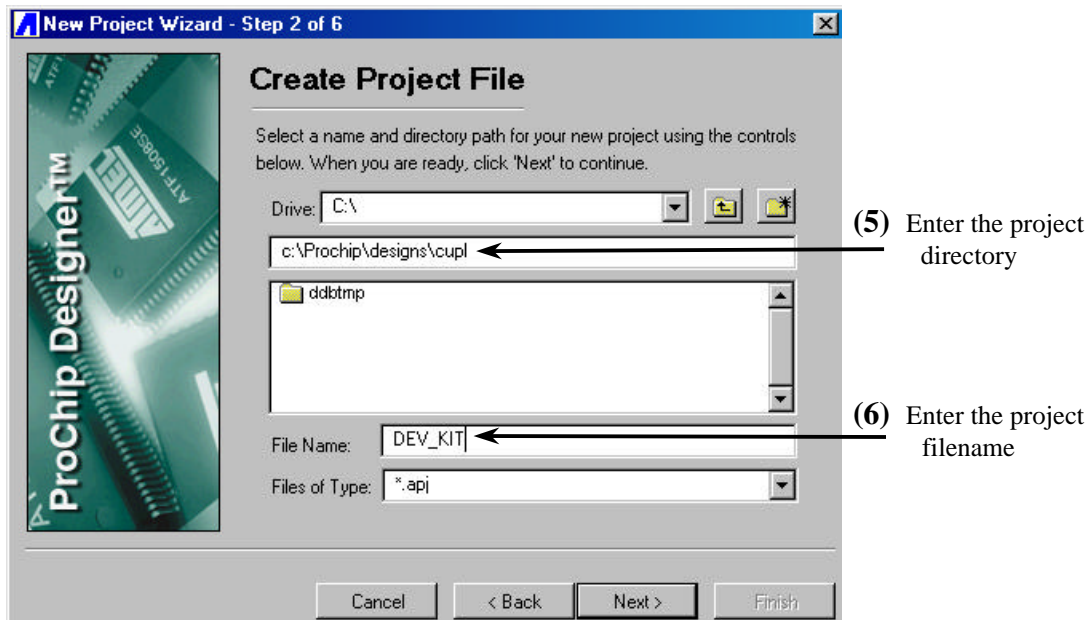 New Project Wizard - Step 2 of 6
Create Project File
Select a name and directory path for your new project using the controls
below. When you are ready, click 'Next' to continue.
Drive: C:\
c:\Prochip\designs\cupl
(5) Enter the project
directory
ddbtmp
File Name: DEV_KIT
(6) Enter the project
filename
Files of Type: *.apj
Cancel
< Back
Next >
Finish
ProChip Designer™
ATMEL
ATF1508SE